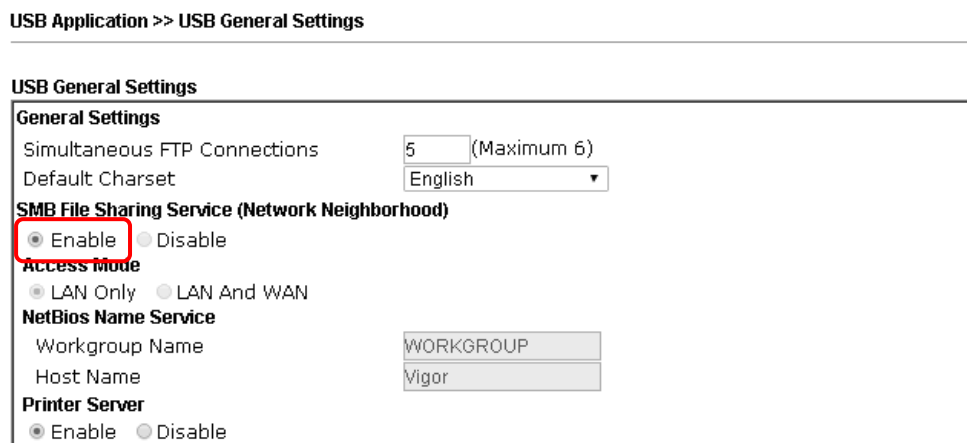 USB Application >> USB General Settings
USB General Settings
General Settings
Simultaneous FTP Connections 5 (Maximum 6)
Default Charset English
SMB File Sharing Service (Network Neighborhood)
Enable Disable
Access Mode
LAN Only LAN And WAN
NetBios Name Service
Workgroup Name WORKGROUP
Host Name Vigor
Printer Server
Enable Disable